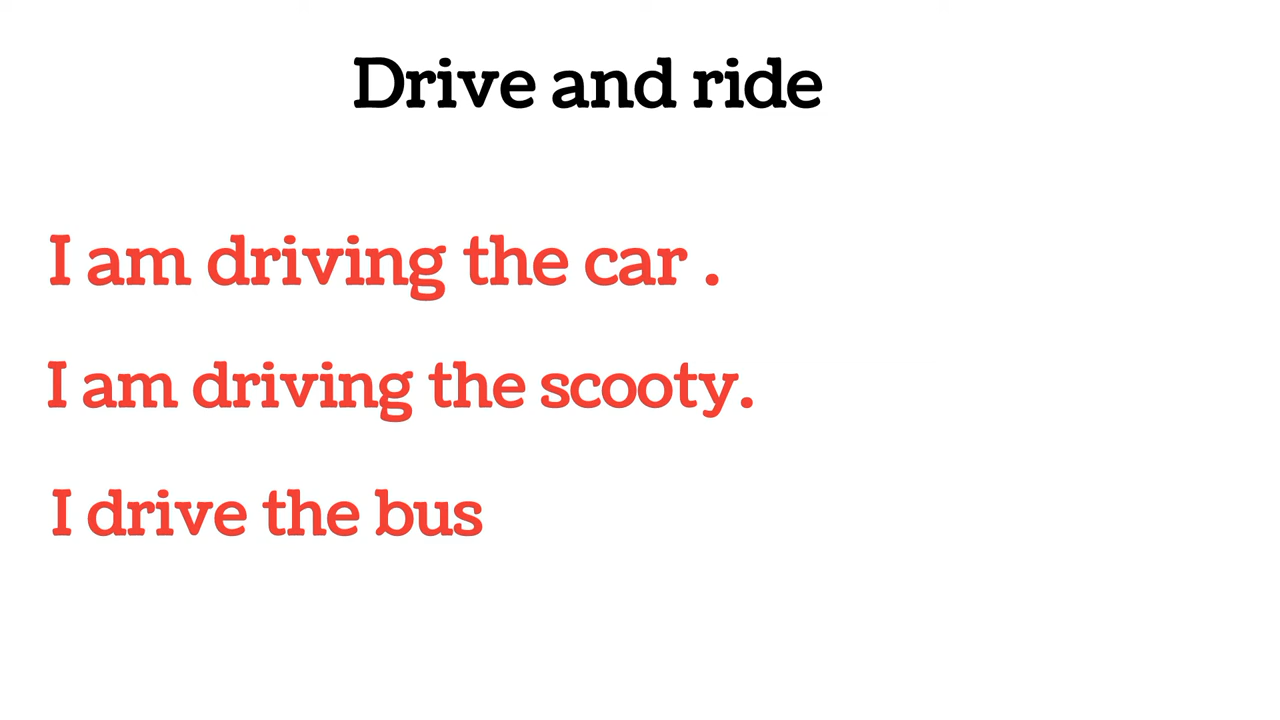 Drive and ride
I am driving the car .
I am driving the scooty.
I drive the bus